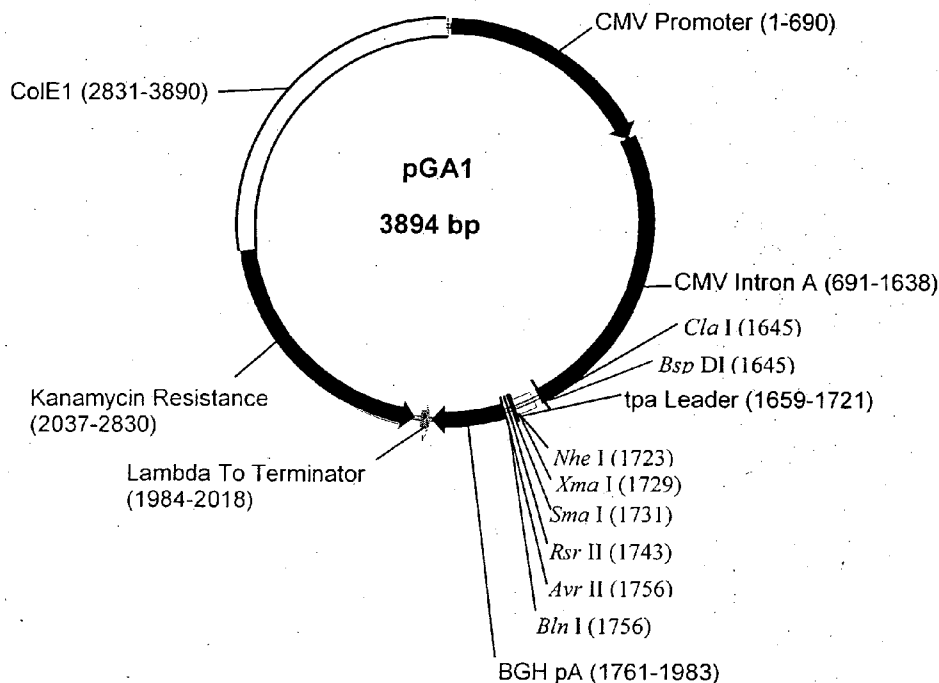 CMV Promoter (1-690)
ColE1 (2831-3890)
pGA1
3894 bp
CMV Intron A (691-1638)
Cla I (1645)
Bsp DI (1645)
tpa Leader (1659-1721)
Kanamycin Resistance
(2037-2830)
Nhe I (1723)
Lambda To Terminator
(1984-2018)
Xma I (1729)
Sma I (1731)
Rsr II (1743)
Avr II (1756)
Bln I (1756)
BGH pA (1761-1983)